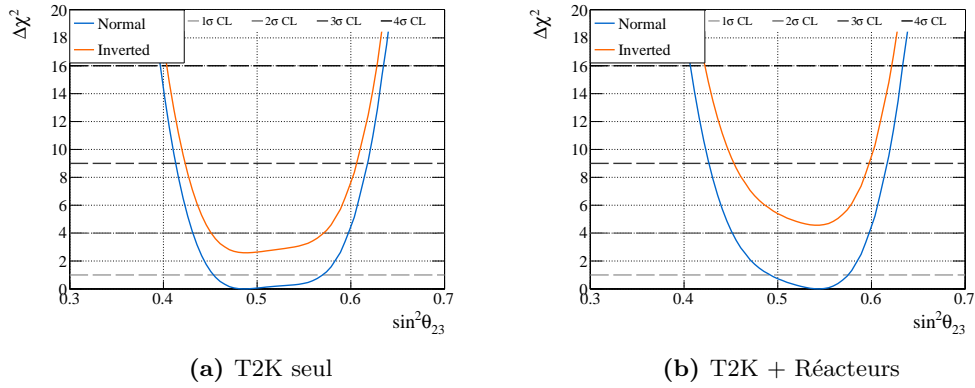 Δχ²
20
18
16
14
12
10
8
6
4
2
0
Normal
Inverted
1σ CL
2σ CL
3σ CL
4σ CL
0.3
0.4
0.5
0.6
0.7
sin²θ₂₃
(a) T2K seul
Δχ²
20
18
16
14
12
10
8
6
4
2
0
Normal
Inverted
1σ CL
2σ CL
3σ CL
4σ CL
0.3
0.4
0.5
0.6
0.7
sin²θ₂₃
(b) T2K + Réacteurs